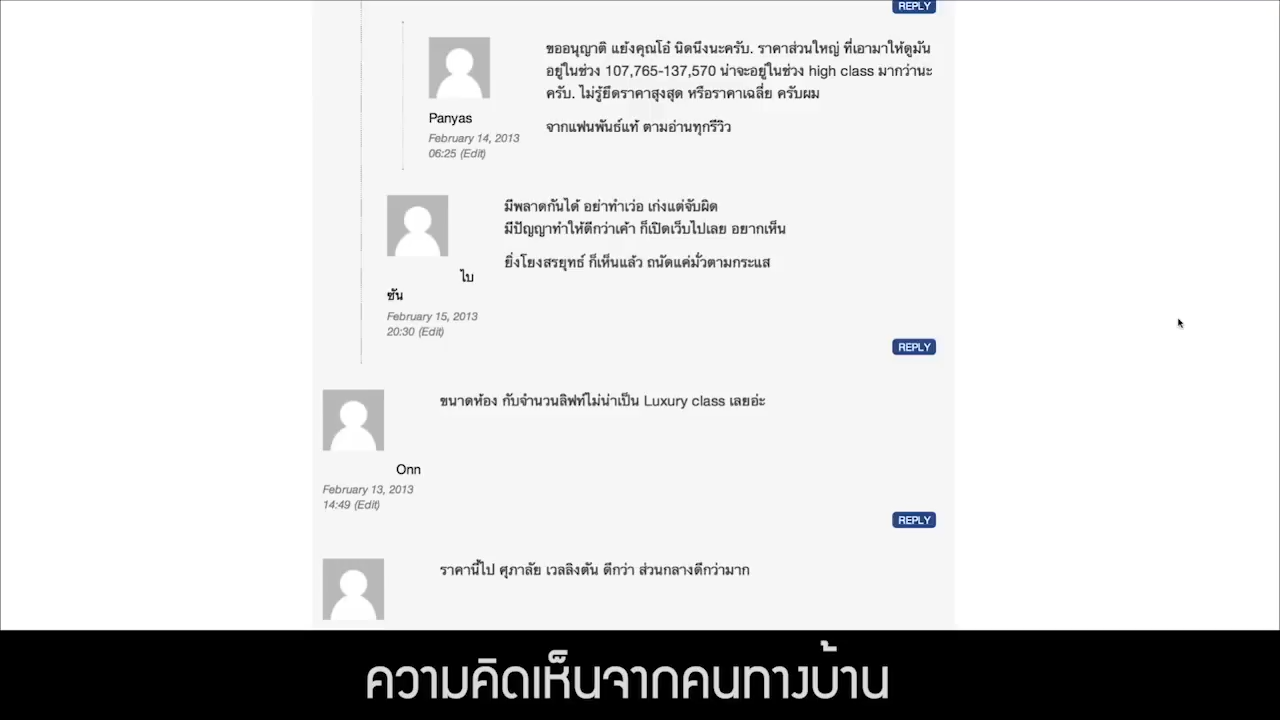 REPLY
ขออนุญาติ แย้งคุณโอ๋ นิดนึงนะครับ. ราคาส่วนใหญ่ ที่เอามาให้ดูมัน
อยู่ในช่วง 107,765-137,570 น่าจะอยู่ในช่วง high class มากว่านะ
ครับ. ไม่รู้ยึดราคาสูงสุด หรือราคาเฉลี่ย ครับผม
จากแฟนพันธ์แท้ ตามอ่านทุกรีวิว
Panyas
February 14, 2013
06:25 (Edit)
มีพลาดกันได้ อย่าทำเว่อ เก่งแต่จับผิด
มีปัญญาทำให้ดีกว่าเค้า ก็เปิดเว็บไปเลย อยากเห็น
ยิ่งโยงสรยุทธ์ ก็เห็นแล้ว ถนัดแค่มั่วตามกระแส
ไบ
ซัน
February 15, 2013
20:30 (Edit)
REPLY
ขนาดห้อง กับจำนวนลิฟท์ไม่น่าเป็น Luxury class เลยอ่ะ
Onn
February 13, 2013
14:49 (Edit)
REPLY
ราคานี้ไป ศุภาลัย เวลลิงตัน ดีกว่า ส่วนกลางดีกว่ามาก
ความคิดเห็นจากคนทางบ้าน